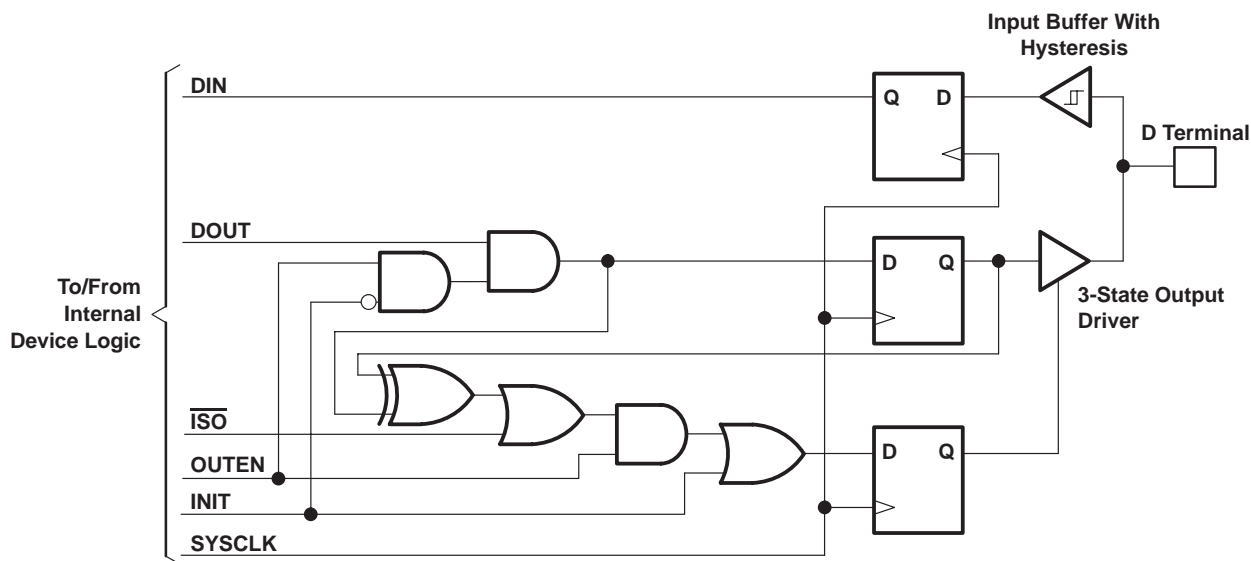 Input Buffer With
Hysteresis
DIN
Q D
D Terminal
DOUT
D Q
To/From
Internal
Device Logic
3-State Output
Driver
ISO
D Q
OUTEN
INIT
SYSCLK